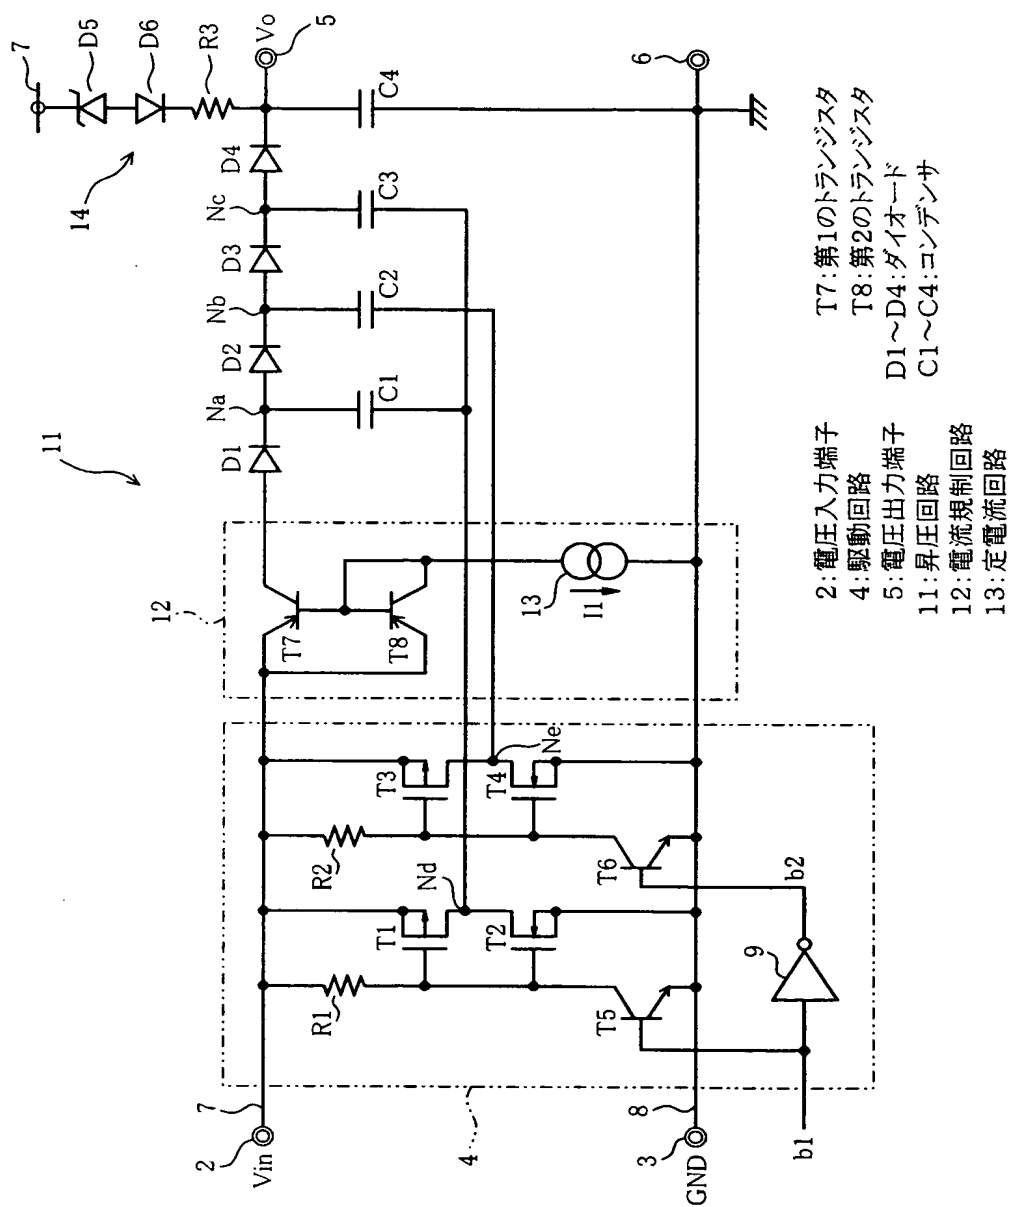 11
14
7
D5
D6
R3
Vo
5
12
D1
Na
D2
Nb
D3
Nc
D4
C1
C2
C3
C4
6
T7
T8
13
I1
2
Vin
7
R1
T1
Nd
T2
T5
R2
T3
T4
Ne
T6
4
3
GND
8
b1
9
b2
2:電圧入力端子
4:駆動回路
5:電圧出力端子
11:昇圧回路
12:電流規制回路
13:定電流回路
T7:第1のトランジスタ
T8:第2のトランジスタ
D1～D4:ダイオード
C1～C4:コンデンサ